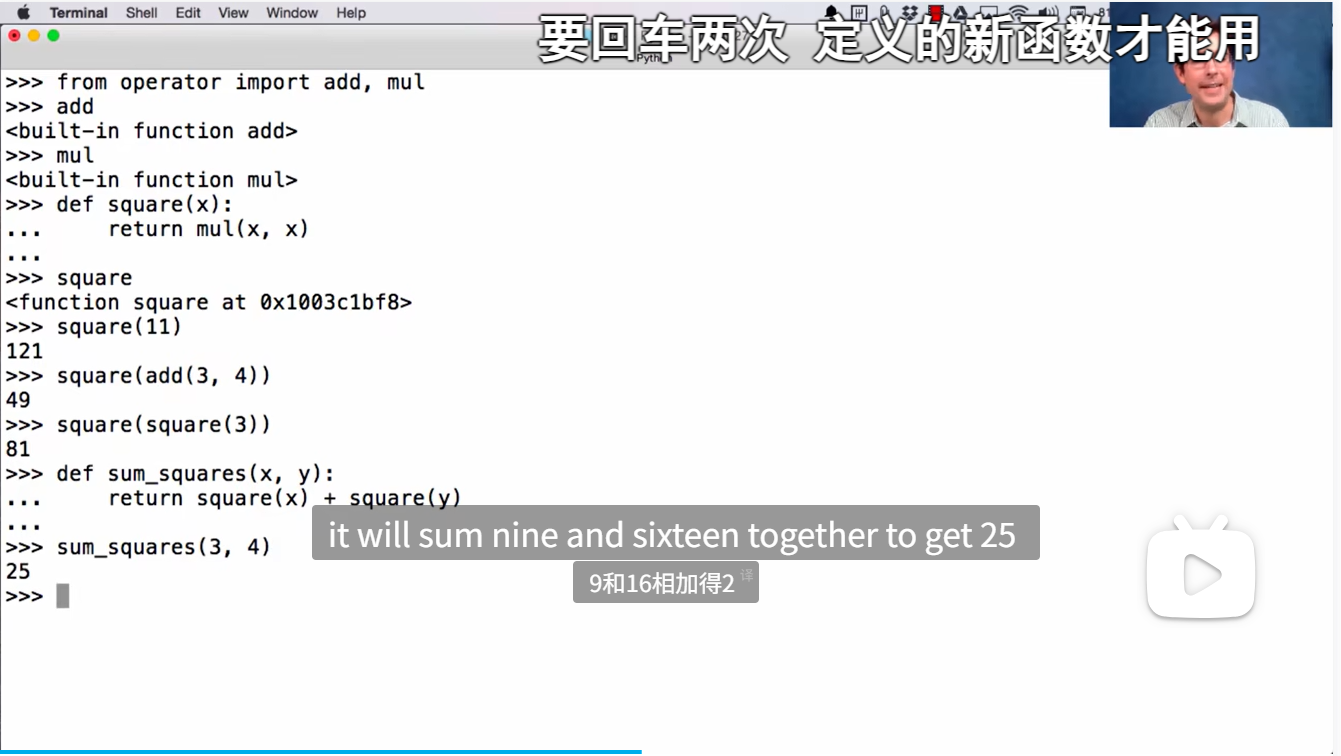 Terminal Shell Edit View Window Help
要回车两次 定义的新函数才能用
>>> from operator import add, mul
>>> add
<built-in function add>
>>> mul
<built-in function mul>
>>> def square(x):
...     return mul(x, x)
...
>>> square
<function square at 0x1003c1bf8>
>>> square(11)
121
>>> square(add(3, 4))
49
>>> square(square(3))
81
>>> def sum_squares(x, y):
...     return square(x) + square(y)
...
>>> sum_squares(3, 4)
25
>>>
it will sum nine and sixteen together to get 25
9和16相加得2 译